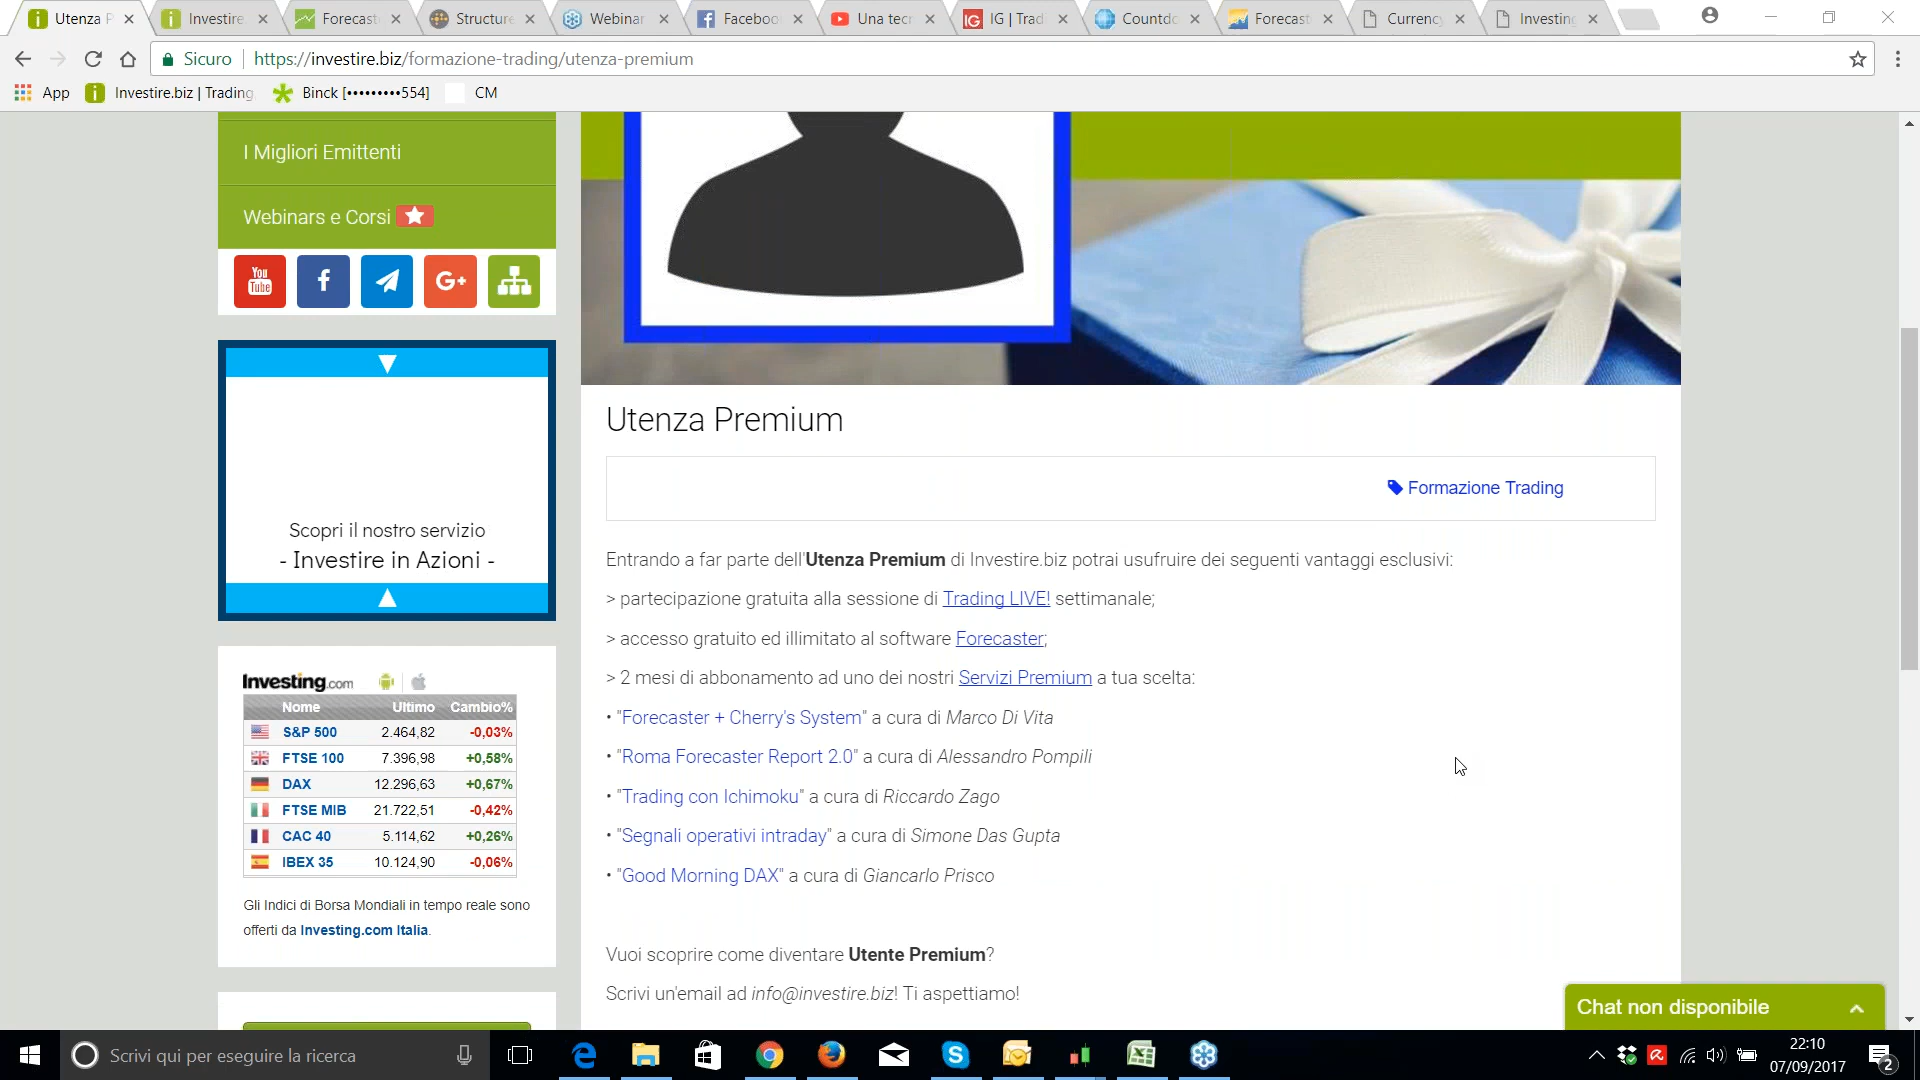 Utenza P
Investire
Forecast
Structure
Webinar
Faceboo
Una tecn
IG IG | Trad
Countdo
Forecast
Currency
Investing
Sicuro https://investire.biz/formazione-trading/utenza-premium
App Investire.biz | Trading Binck [•••••••••554] CM
I Migliori Emittenti
Webinars e Corsi
You
Tube f G+
Scopri il nostro servizio
- Investire in Azioni -
Investing.com
Nome Ultimo Cambio%
S&P 500 2.464,82 -0,03%
FTSE 100 7.396,98 +0,58%
DAX 12.296,63 +0,67%
FTSE MIB 21.722,51 -0,42%
CAC 40 5.114,62 +0,26%
IBEX 35 10.124,90 -0,06%
Gli Indici di Borsa Mondiali in tempo reale sono
offerti da Investing.com Italia.
Utenza Premium
Formazione Trading
Entrando a far parte dell'Utenza Premium di Investire.biz potrai usufruire dei seguenti vantaggi esclusivi:
> partecipazione gratuita alla sessione di Trading LIVE! settimanale;
> accesso gratuito ed illimitato al software Forecaster;
> 2 mesi di abbonamento ad uno dei nostri Servizi Premium a tua scelta:
• "Forecaster + Cherry's System" a cura di Marco Di Vita
• "Roma Forecaster Report 2.0" a cura di Alessandro Pompili
• "Trading con Ichimoku" a cura di Riccardo Zago
• "Segnali operativi intraday" a cura di Simone Das Gupta
• "Good Morning DAX" a cura di Giancarlo Prisco
Vuoi scoprire come diventare Utente Premium?
Scrivi un'email ad info@investire.biz! Ti aspettiamo!
Chat non disponibile
Scrivi qui per eseguire la ricerca
22:10
07/09/2017
2